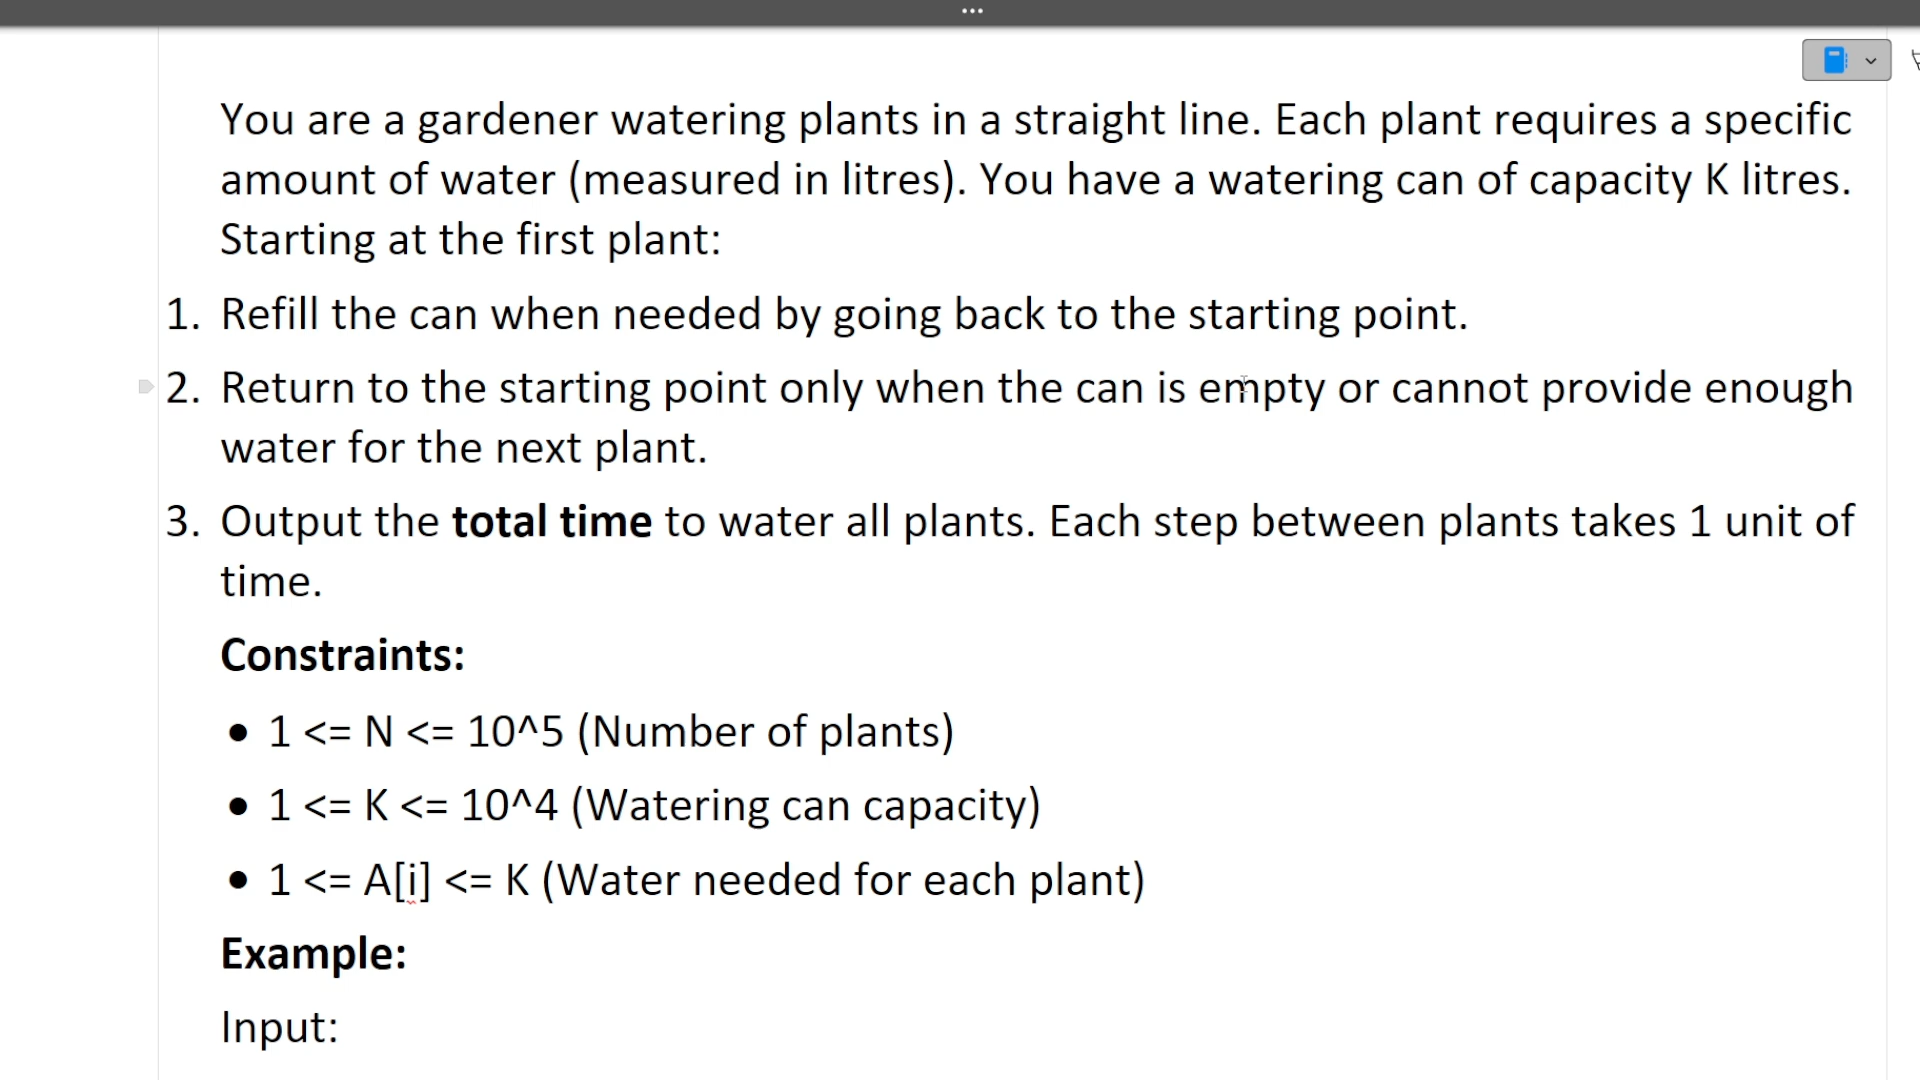 You are a gardener watering plants in a straight line. Each plant requires a specific
amount of water (measured in litres). You have a watering can of capacity K litres.
Starting at the first plant:
1. Refill the can when needed by going back to the starting point.
2. Return to the starting point only when the can is empty or cannot provide enough
water for the next plant.
3. Output the total time to water all plants. Each step between plants takes 1 unit of
time.
Constraints:
● 1 <= N <= 10^5 (Number of plants)
● 1 <= K <= 10^4 (Watering can capacity)
● 1 <= A[i] <= K (Water needed for each plant)
Example:
Input: